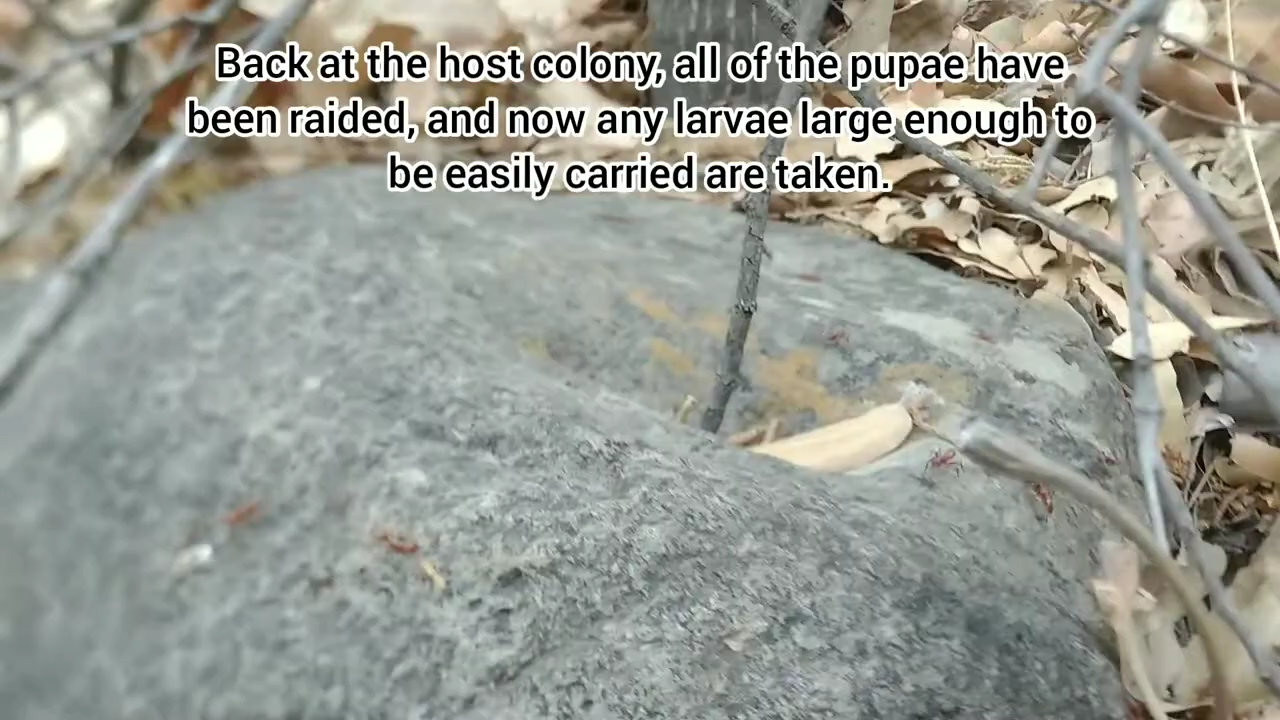 Back at the host colony, all of the pupae have
been raided, and now any larvae large enough to
be easily carried are taken.